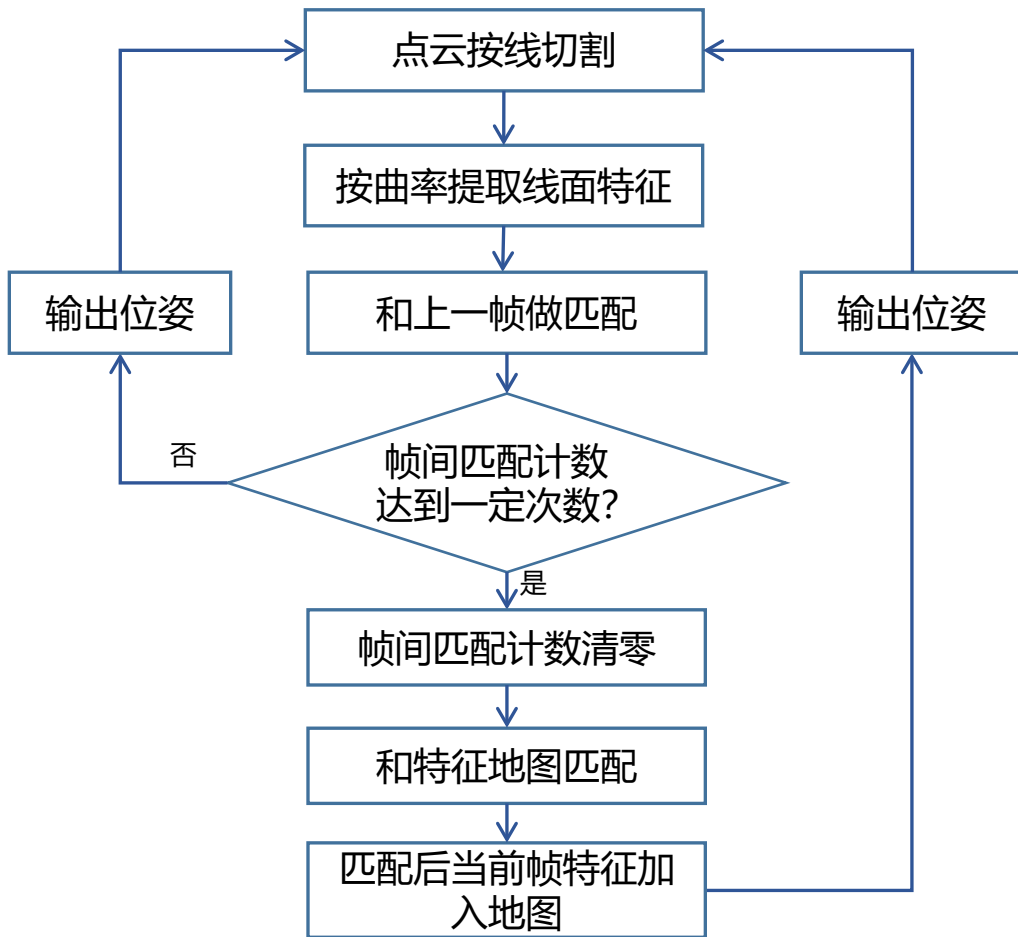 点云按线切割
按曲率提取线面特征
输出位姿
和上一帧做匹配
输出位姿
否
帧间匹配计数
达到一定次数？
是
帧间匹配计数清零
和特征地图匹配
匹配后当前帧特征加
入地图